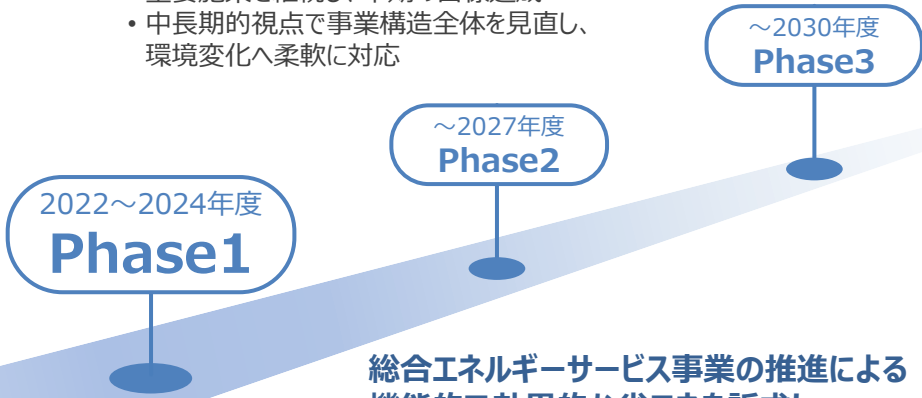 ・中長期的視点で事業構造全体を見直し、
環境変化へ柔軟に対応
～2030年度
Phase3
～2027年度
Phase2
2022～2024年度
Phase1
総合エネルギーサービス事業の推進による